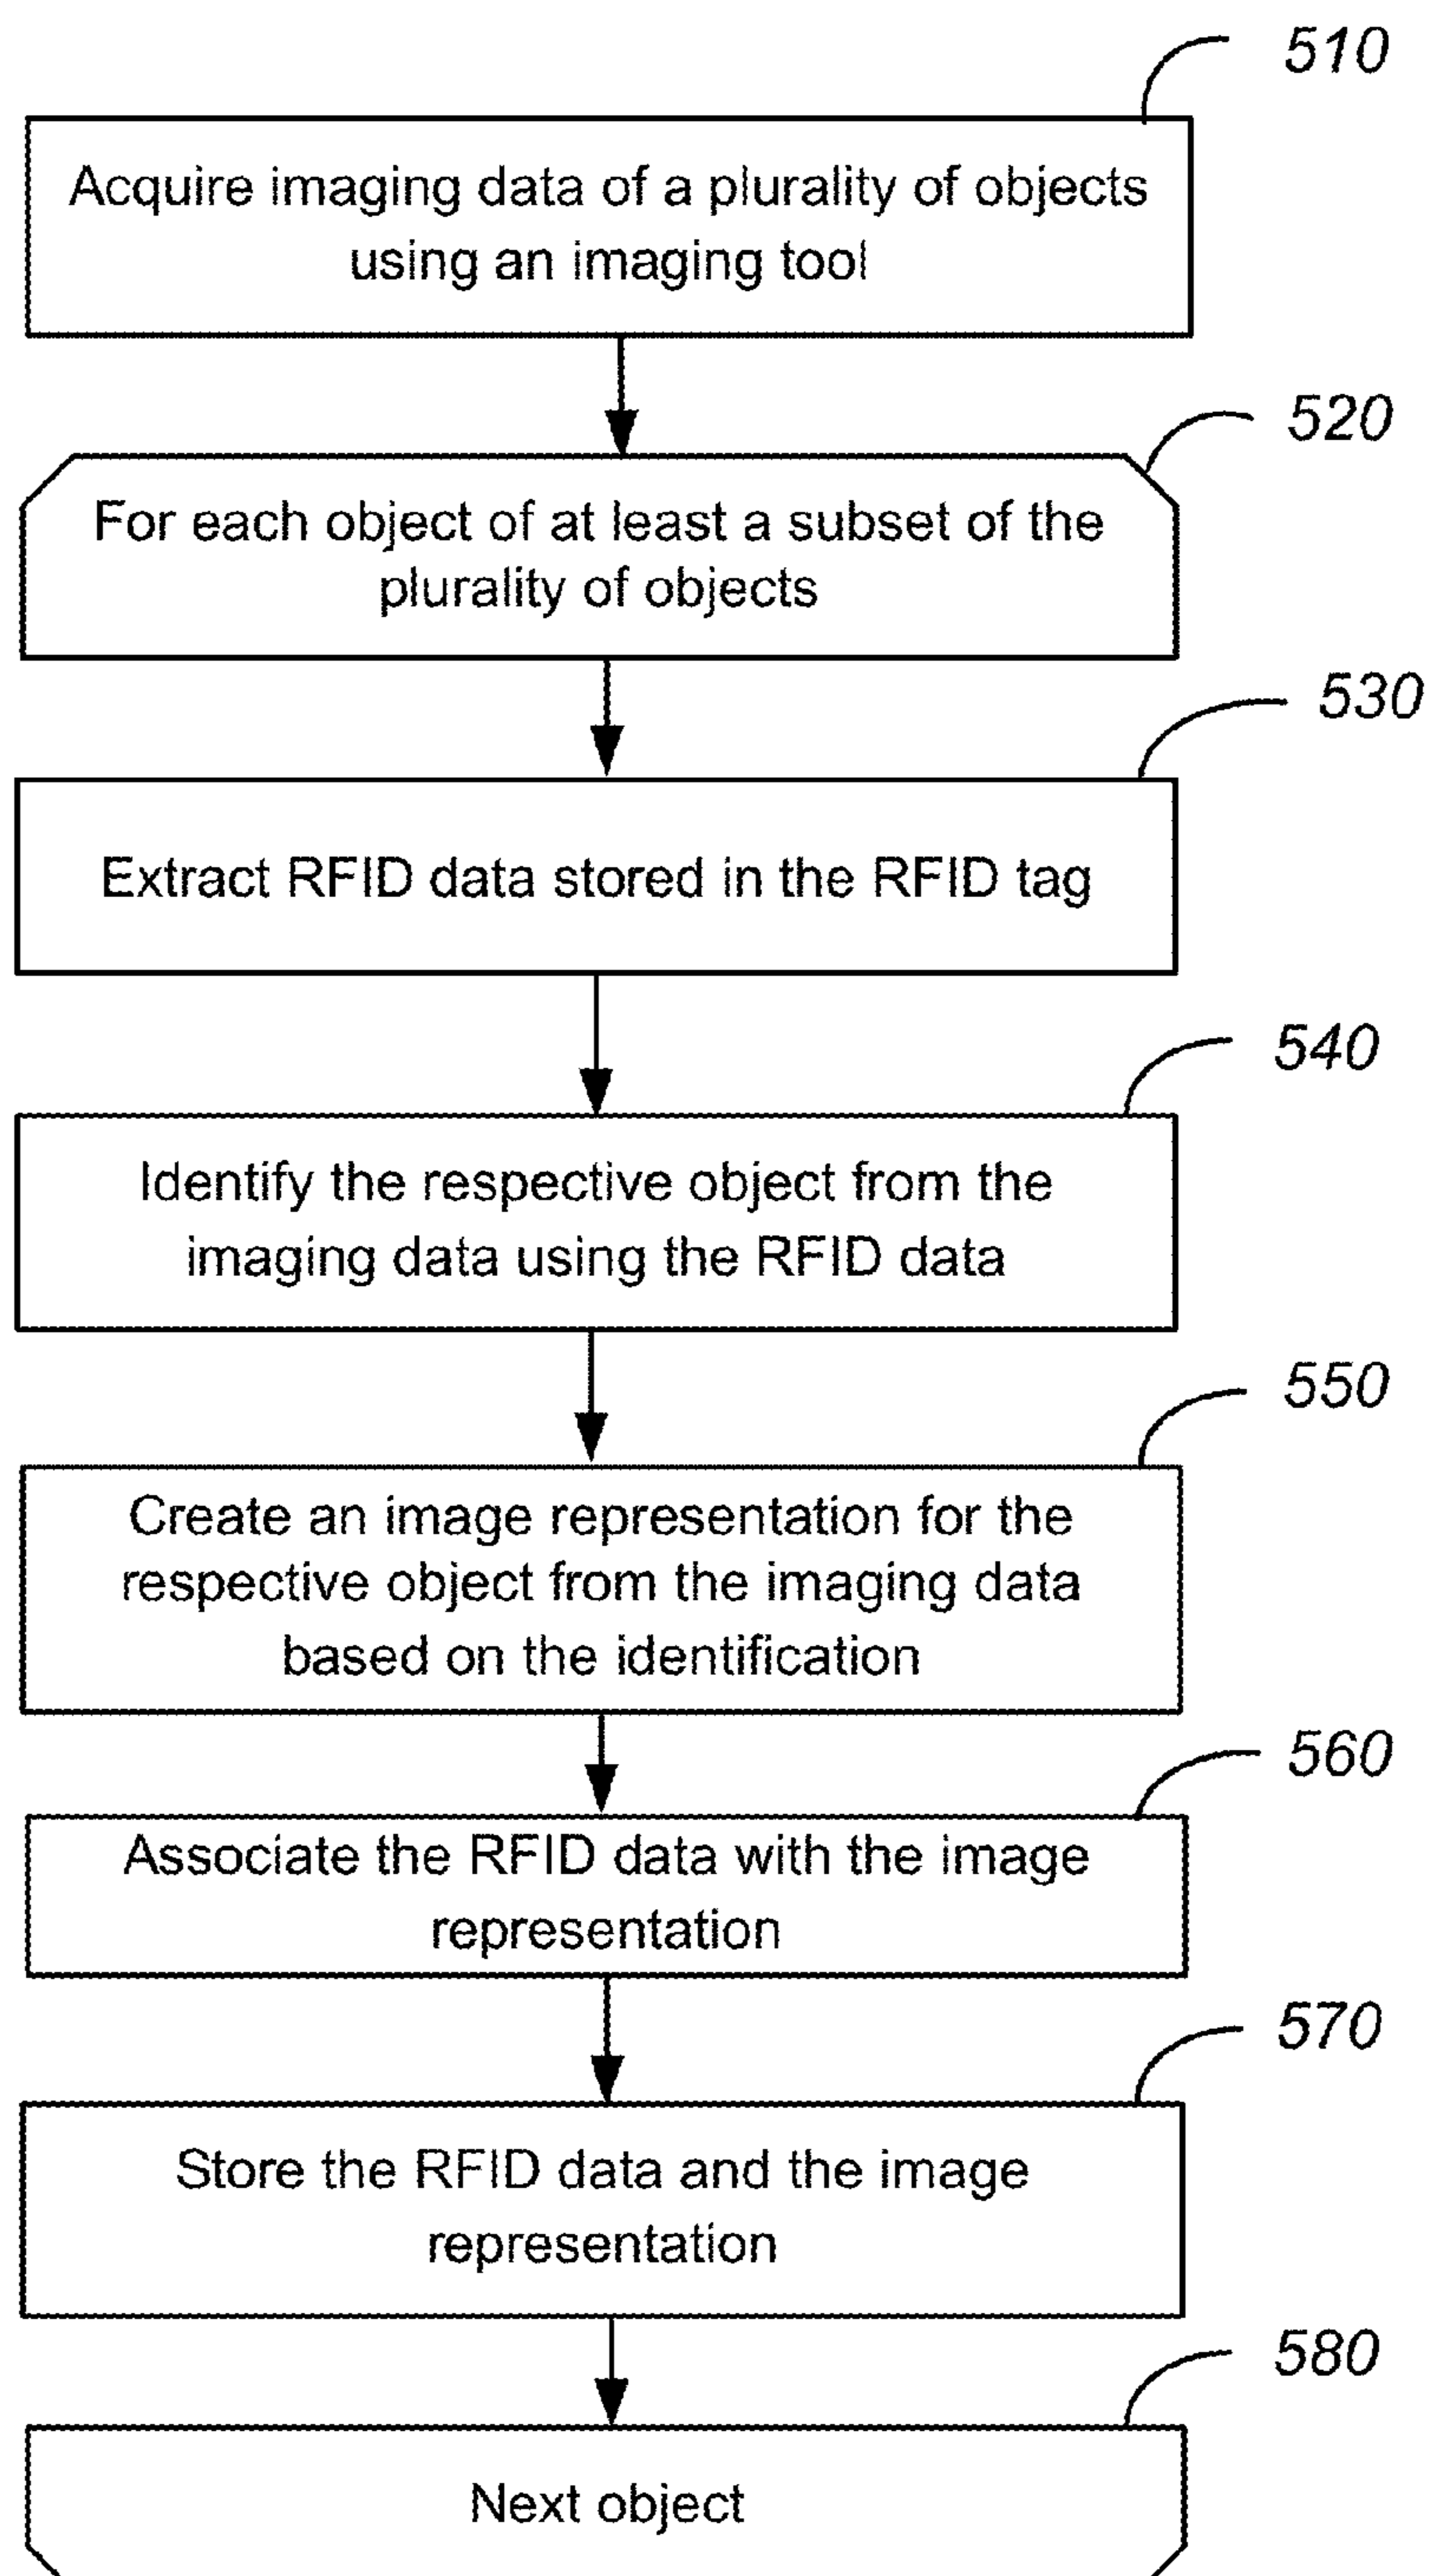 510
Acquire imaging data of a plurality of objects
using an imaging tool
520
For each object of at least a subset of the
plurality of objects
530
Extract RFID data stored in the RFID tag
540
Identify the respective object from the
imaging data using the RFID data
550
Create an image representation for the
respective object from the imaging data
based on the identification
560
Associate the RFID data with the image
representation
570
Store the RFID data and the image
representation
580
Next object